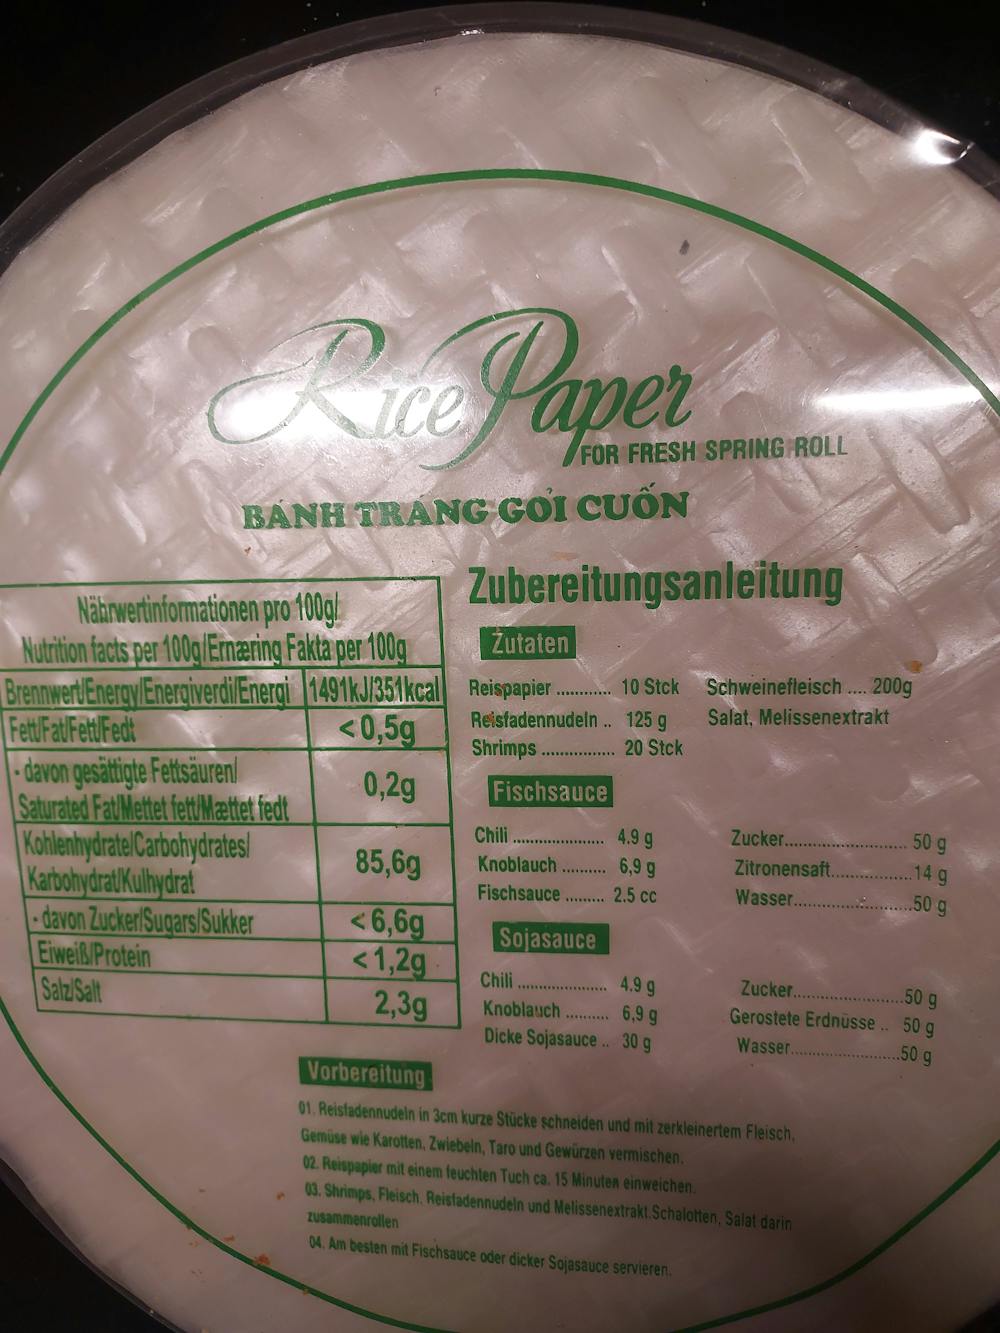 Rice Paper
FOR FRESH SPRING ROLL
BÁNH TRÁNG GỎI CUỐN
Nährwertinformationen pro 100g/
Nutrition facts per 100g/Ernæring Fakta per 100g
Brennwert/Energy/Energiverdi/Energi 1491kJ/351kcal
Fett/Fat/Fett/Fedt <0,5g
- davon gesättigte Fettsäuren/
Saturated Fat/Mettet fett/Mættet fedt 0,2g
Kohlenhydrate/Carbohydrates/
Karbohydrat/Kulhydrat 85,6g
- davon Zucker/Sugars/Sukker <6,6g
Eiweiß/Protein <1,2g
Salz/Salt 2,3g
Zubereitungsanleitung
Zutaten
Reispapier ............ 10 Stck Schweinefleisch .... 200g
Reisfadennudeln .. 125 g Salat, Melissenextrakt
Shrimps ................ 20 Stck
Fischsauce
Chili .................... 4.9 g Zucker........................... 50 g
Knoblauch .......... 6,9 g Zitronensaft..................14 g
Fischsauce ......... 2.5 cc Wasser..........................50 g
Sojasauce
Chili .................... 4.9 g Zucker.........................50 g
Knoblauch .......... 6,9 g Gerostete Erdnüsse .. 50 g
Dicke Sojasauce .. 30 g Wasser........................50 g
Vorbereitung
01. Reisfadennudeln in 3cm kurze Stücke schneiden und mit zerkleinertem Fleisch,
Gemüse wie Karotten, Zwiebeln, Taro und Gewürzen vermischen.
02. Reispapier mit einem feuchten Tuch ca. 15 Minuten einweichen.
03. Shrimps, Fleisch, Reisfadennudeln und Melissenextrakt.Schalotten, Salat darin
zusammenrollen
04. Am besten mit Fischsauce oder dicker Sojasauce servieren.